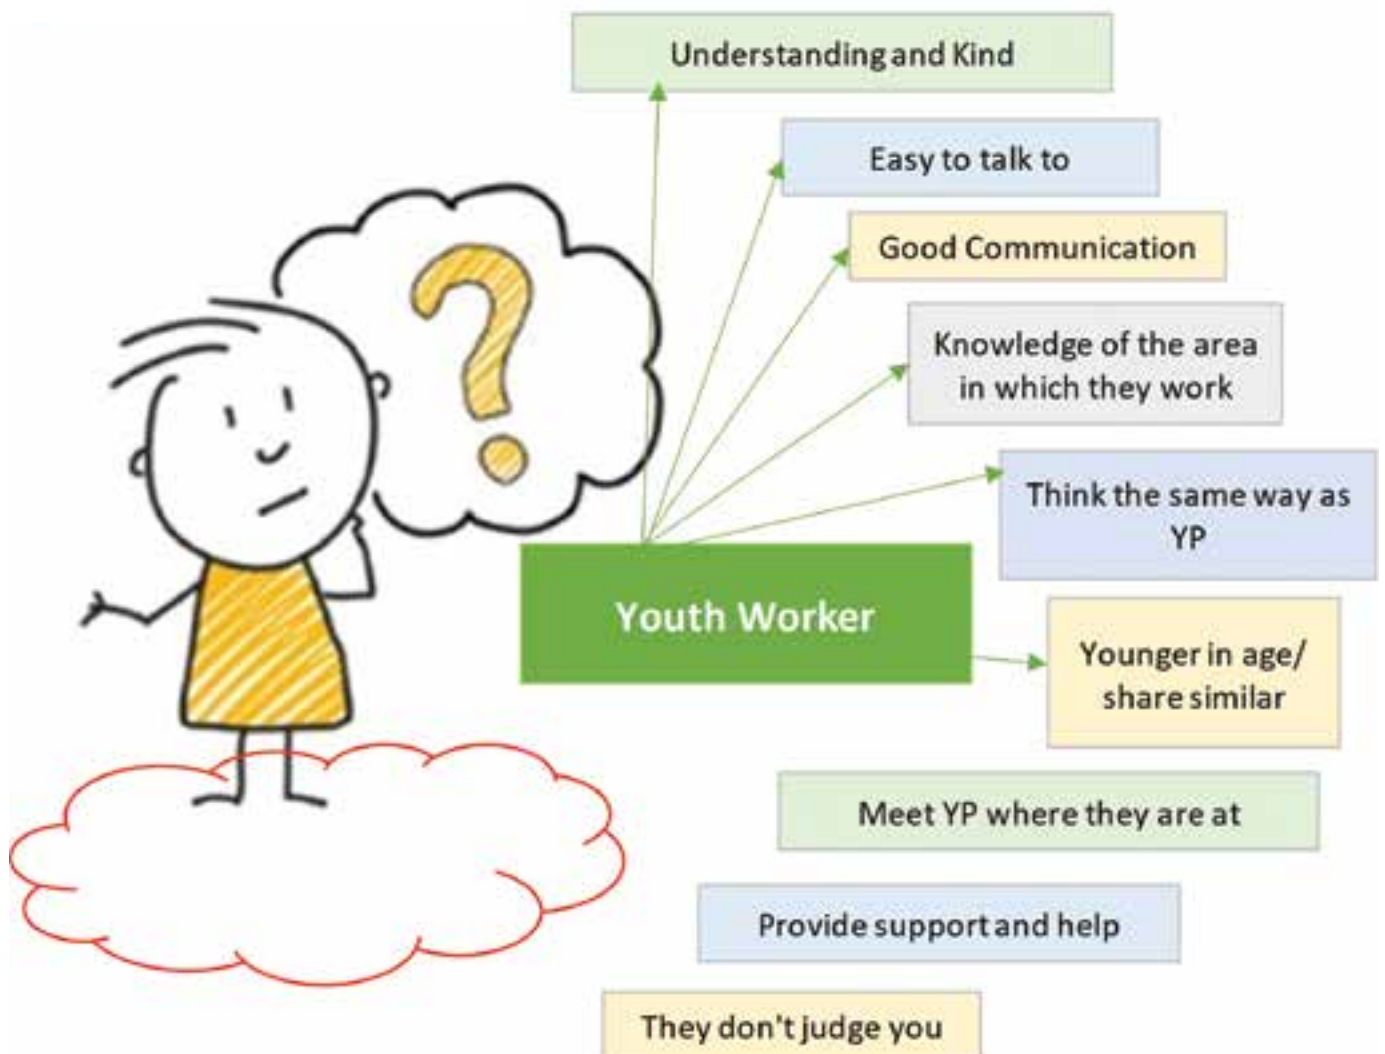 Understanding and Kind
Easy to talk to
Good Communication
Knowledge of the area
in which they work
Think the same way as
YP
Youth Worker
Younger in age/
share similar
Meet YP where they are at
Provide support and help
They don't judge you
?